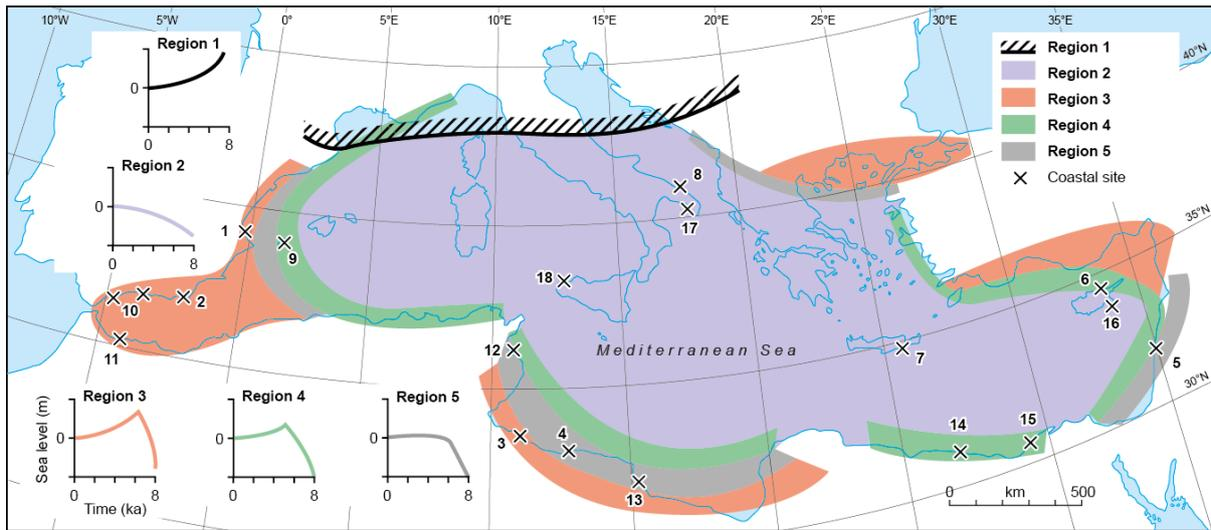 10°W 5°W 0° 5°E 10°E 15°E 20°E 25°E 30°E 35°E
40°N
35°N
30°N
Region 1
0
0 8
Region 2
0
0 8
Region 3
Sea level (m)
0
0 8
Time (ka)
Region 4
0
0 8
Region 5
0
0 8
Region 1
Region 2
Region 3
Region 4
Region 5
Coastal site
1
9
10
2
11
12
3
4
13
18
8
17
7
14
15
6
16
5
Mediterranean Sea
0 km 500